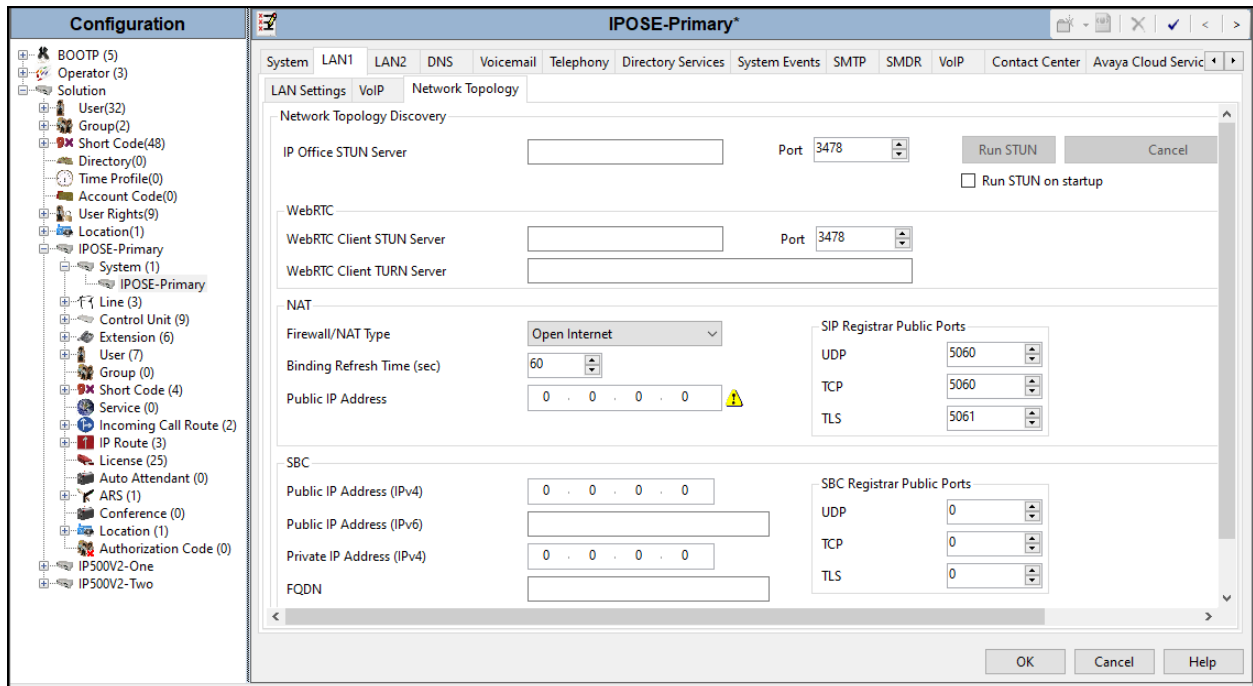 Configuration
BOOTP (5)
Operator (3)
Solution
User(32)
Group(2)
Short Code(48)
Directory(0)
Time Profile(0)
Account Code(0)
User Rights(9)
Location(1)
IPOSE-Primary
System (1)
IPOSE-Primary
Line (3)
Control Unit (9)
Extension (6)
User (7)
Group (0)
Short Code (4)
Service (0)
Incoming Call Route (2)
IP Route (3)
License (25)
Auto Attendant (0)
ARS (1)
Conference (0)
Location (1)
Authorization Code (0)
IP500V2-One
IP500V2-Two
IPOSE-Primary*
System LAN1 LAN2 DNS Voicemail Telephony Directory Services System Events SMTP SMDR VoIP Contact Center Avaya Cloud Servic
LAN Settings VoIP Network Topology
Network Topology Discovery
IP Office STUN Server Port 3478 Run STUN Cancel
Run STUN on startup
WebRTC
WebRTC Client STUN Server Port 3478
WebRTC Client TURN Server
NAT
Firewall/NAT Type Open Internet
Binding Refresh Time (sec) 60
Public IP Address 0 . 0 . 0 . 0
SIP Registrar Public Ports
UDP 5060
TCP 5060
TLS 5061
SBC
Public IP Address (IPv4) 0 . 0 . 0 . 0
Public IP Address (IPv6)
Private IP Address (IPv4) 0 . 0 . 0 . 0
FQDN
SBC Registrar Public Ports
UDP 0
TCP 0
TLS 0
OK Cancel Help